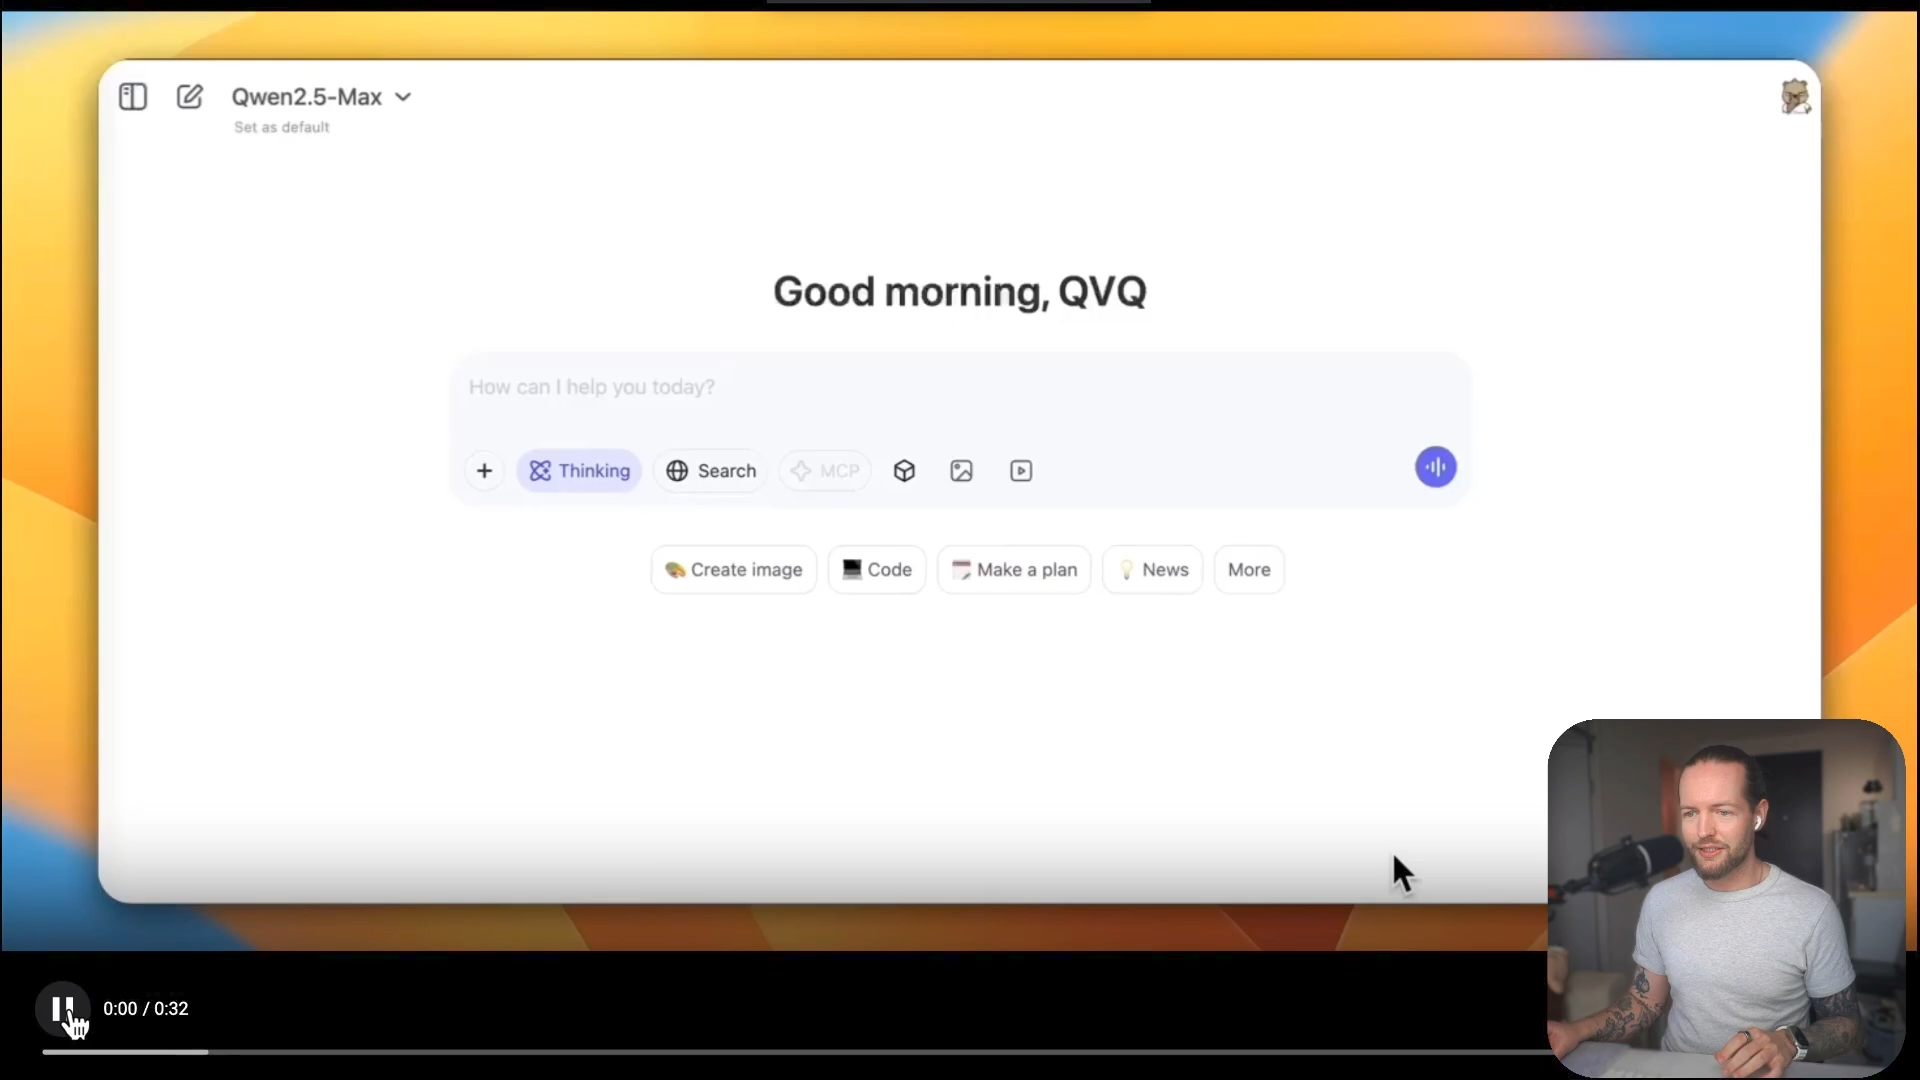 Qwen2.5-Max
Set as default
Good morning, QVQ
How can I help you today?
Thinking
Search
MCP
Create image
Code
Make a plan
News
More
0:00 / 0:32